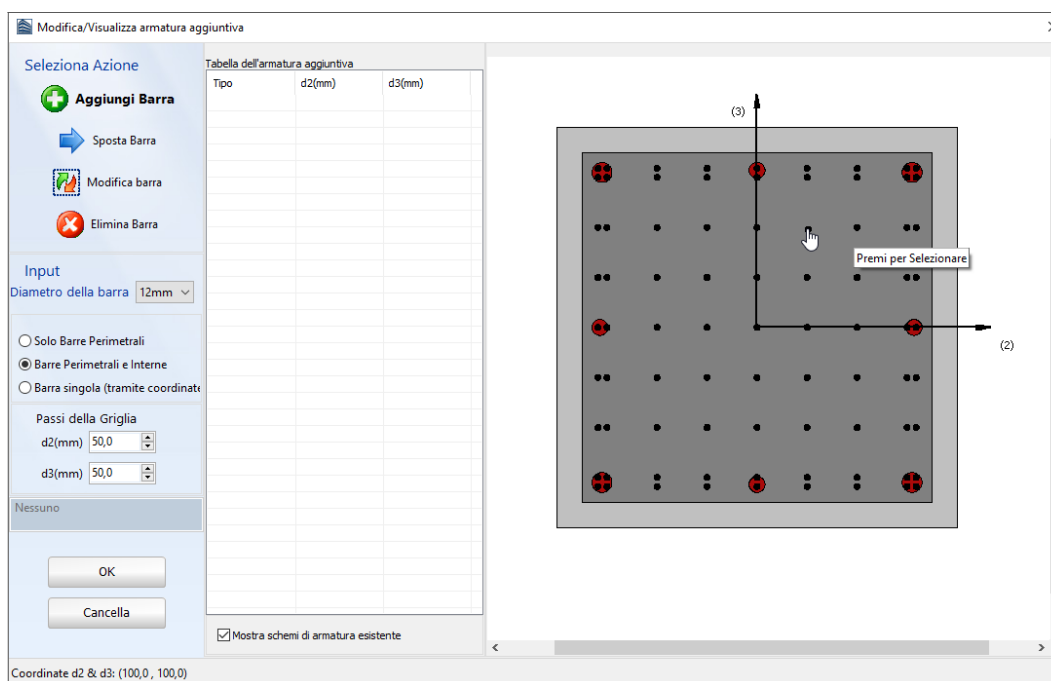 Modifica/Visualizza armatura aggiuntiva
Seleziona Azione
Aggiungi Barra
Sposta Barra
Modifica barra
Elimina Barra
Input
Diametro della barra 12mm
Solo Barre Perimetrali
Barre Perimetrali e Interne
Barra singola (tramite coordinate
Passi della Griglia
d2(mm) 50,0
d3(mm) 50,0
Nessuno
OK
Cancella
Tabella dell'armatura aggiuntiva
Tipo d2(mm) d3(mm)
Mostra schemi di armatura esistente
(3)
Premi per Selezionare
(2)
Coordinate d2 & d3: (100,0 , 100,0)